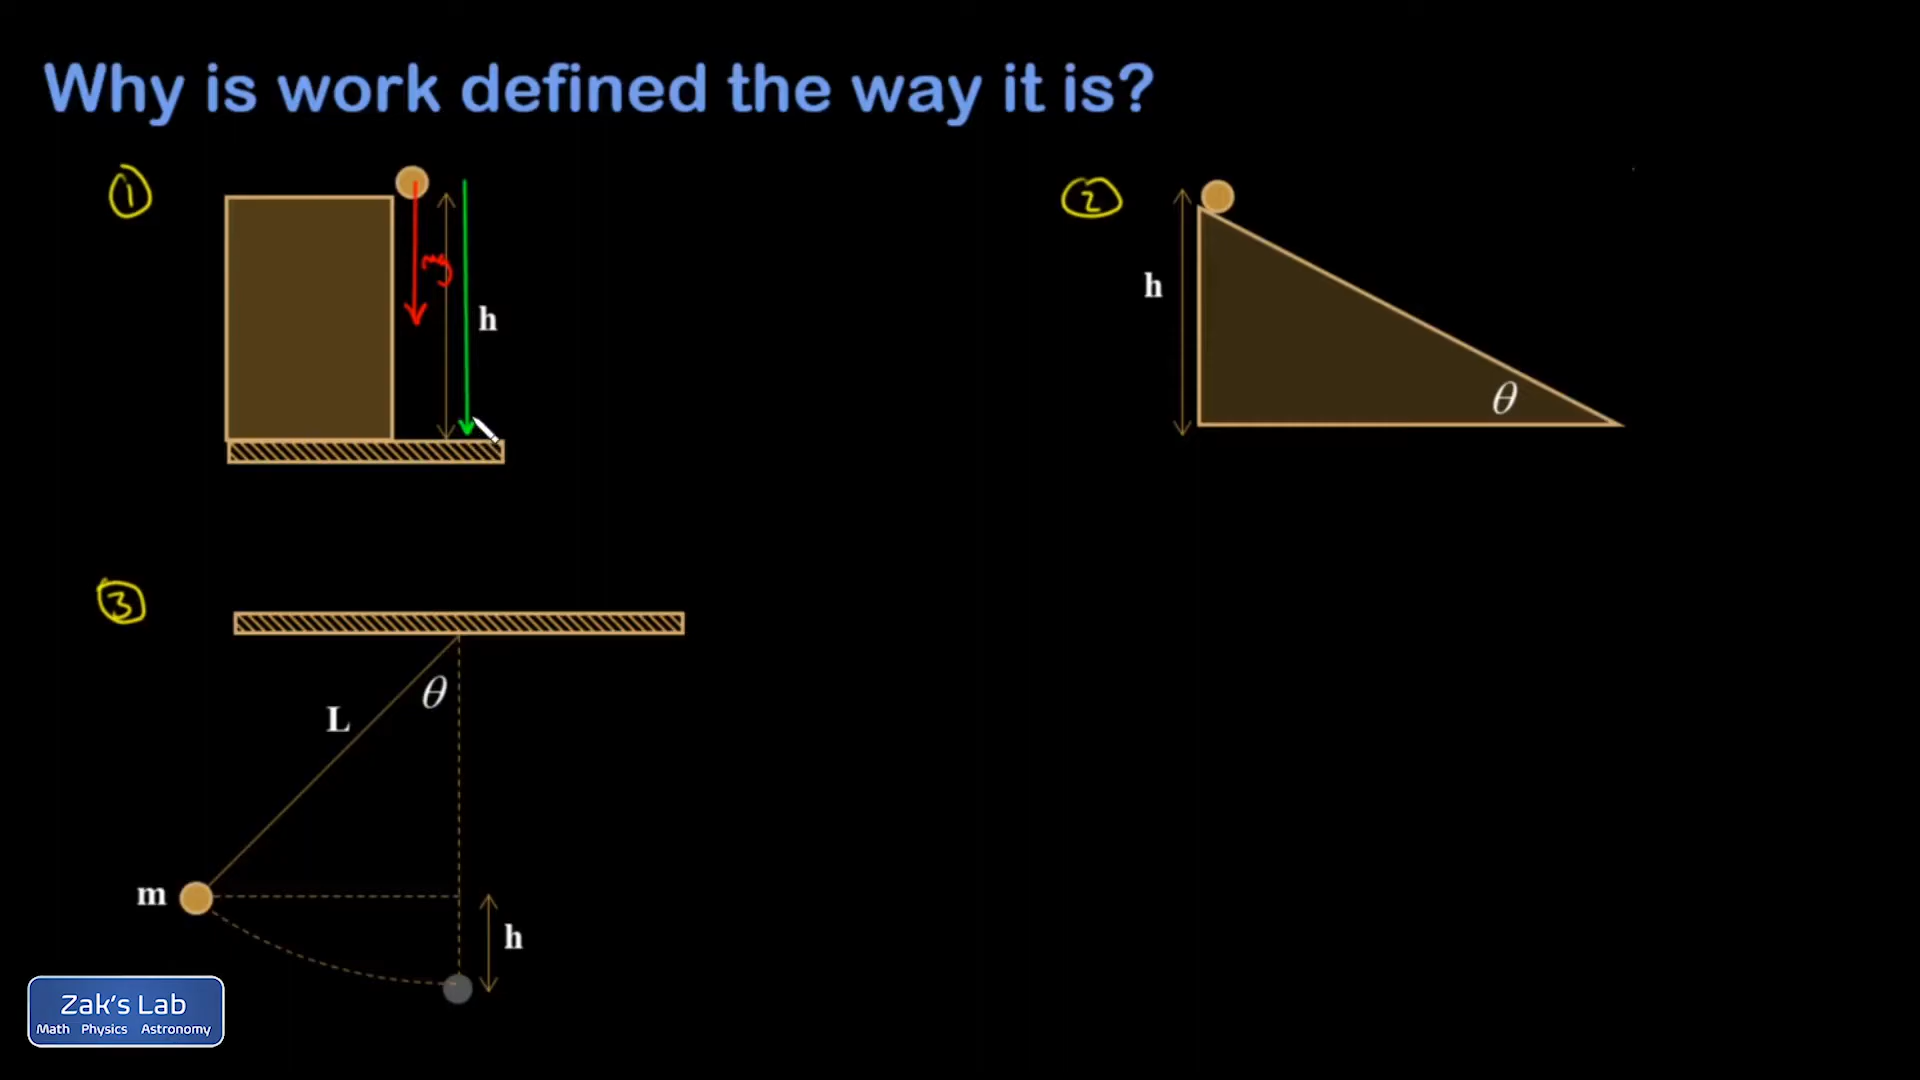 Why is work defined the way it is?
1
h
2
h
θ
3
θ
L
m
h
Zak's Lab
Math Physics Astronomy